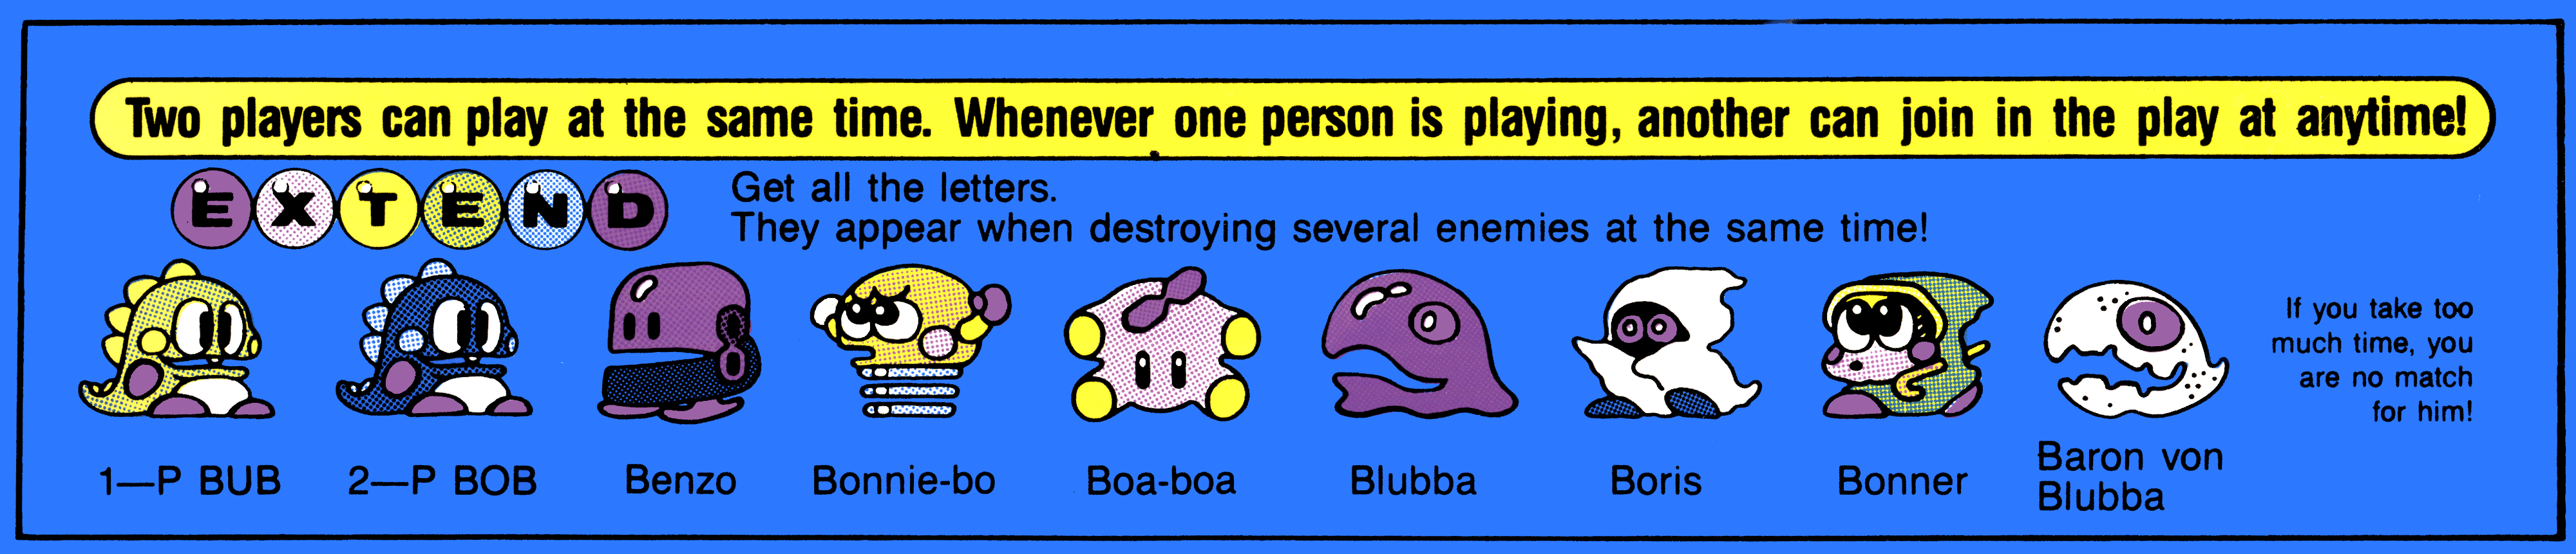 Two players can play at the same time. Whenever one person is playing, another can join in the play at anytime!
EXTEND
Get all the letters.
They appear when destroying several enemies at the same time!
If you take too
much time, you
are no match
for him!
1—P BUB
2—P BOB
Benzo
Bonnie-bo
Boa-boa
Blubba
Boris
Bonner
Baron von
Blubba